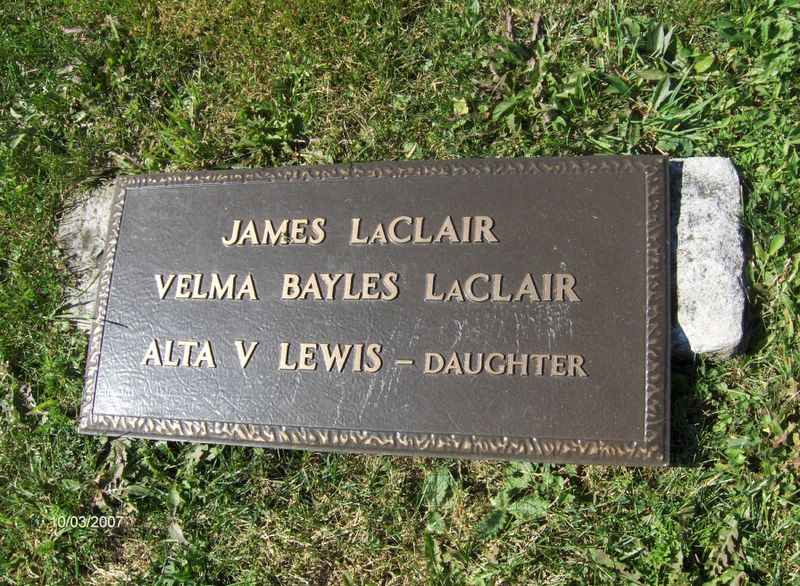 JAMES LaCLAIR
VELMA BAYLES LaCLAIR
ALTA V LEWIS – DAUGHTER
10/03/2007